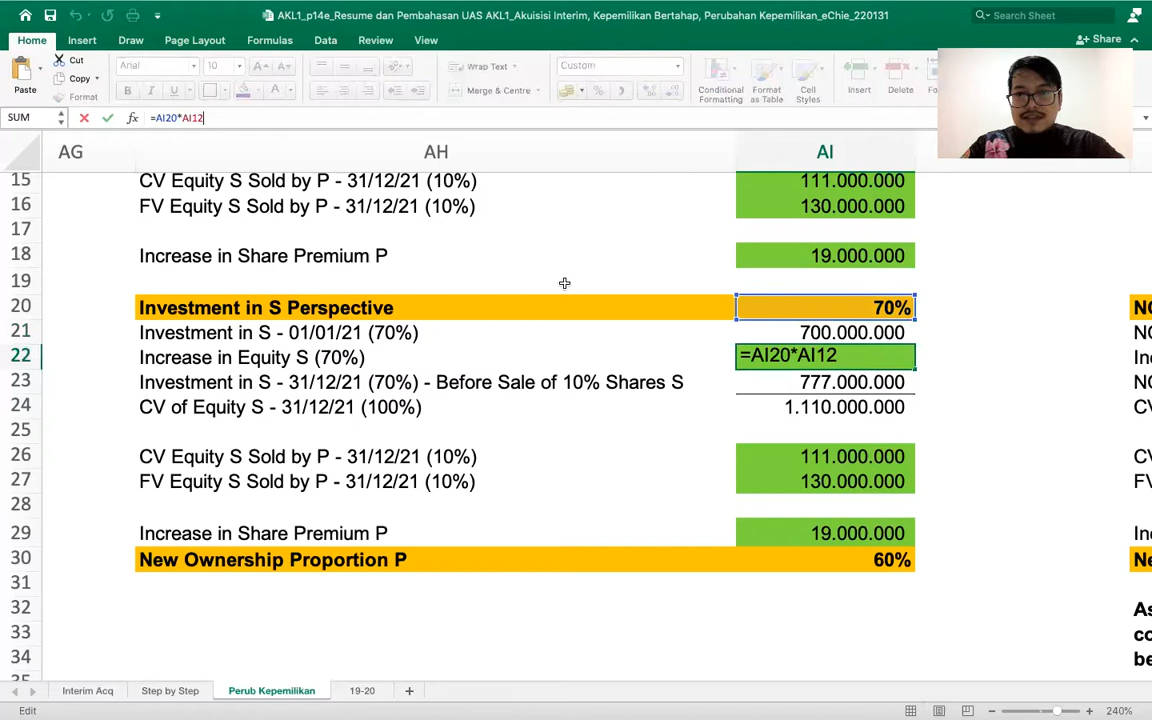 AKL1_p14e_Resume dan Pembahasan UAS AKL1_Akuisisi Interim, Kepemilikan Bertahap, Perubahan Kepemilikan_eChie_220131
Search Sheet
Home Insert Draw Page Layout Formulas Data Review View
Share
Paste
Cut
Copy
Format
Arial 10
B I U
Wrap Text
Merge & Centre
Custom
Conditional Formatting
Format as Table
Cell Styles
Insert
Delete
SUM fx =AI20*AI12
AG AH AI
15 CV Equity S Sold by P - 31/12/21 (10%) 111.000.000
16 FV Equity S Sold by P - 31/12/21 (10%) 130.000.000
17
18 Increase in Share Premium P 19.000.000
19
20 Investment in S Perspective 70%
21 Investment in S - 01/01/21 (70%) 700.000.000
22 Increase in Equity S (70%) =AI20*AI12
23 Investment in S - 31/12/21 (70%) - Before Sale of 10% Shares S 777.000.000
24 CV of Equity S - 31/12/21 (100%) 1.110.000.000
25
26 CV Equity S Sold by P - 31/12/21 (10%) 111.000.000
27 FV Equity S Sold by P - 31/12/21 (10%) 130.000.000
28
29 Increase in Share Premium P 19.000.000
30 New Ownership Proportion P 60%
31
32
33
34
Interim Acq Step by Step Perub Kepemilikan 19-20
Edit 240%